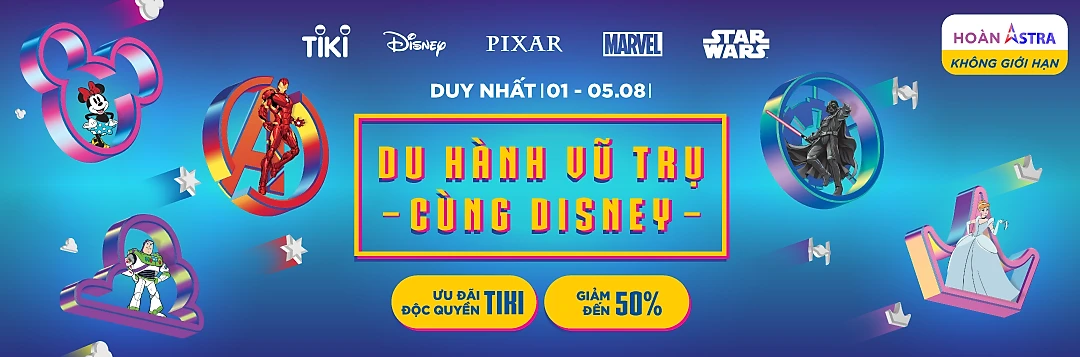 TIKI DISNEY PIXAR MARVEL STAR WARS
HOÀN ASTRA
KHÔNG GIỚI HẠN
DUY NHẤT | 01 - 05.08 |
DU HÀNH VŨ TRỤ
- CÙNG DISNEY -
ƯU ĐÃI
ĐỘC QUYỀN TIKI
GIẢM
ĐẾN 50%